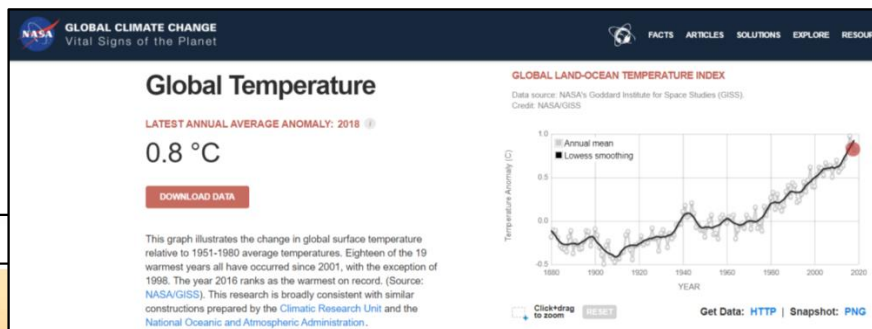 NASA
GLOBAL CLIMATE CHANGE
Vital Signs of the Planet
FACTS ARTICLES SOLUTIONS EXPLORE RESOUR
Global Temperature
LATEST ANNUAL AVERAGE ANOMALY: 2018 i
0.8 °C
DOWNLOAD DATA
This graph illustrates the change in global surface temperature
relative to 1951-1980 average temperatures. Eighteen of the 19
warmest years all have occurred since 2001, with the exception of
1998. The year 2016 ranks as the warmest on record. (Source:
NASA/GISS). This research is broadly consistent with similar
constructions prepared by the Climatic Research Unit and the
National Oceanic and Atmospheric Administration.
GLOBAL LAND-OCEAN TEMPERATURE INDEX
Data source: NASA's Goddard Institute for Space Studies (GISS).
Credit: NASA/GISS
Temperature Anomaly (C)
1.0
0.5
0.0
-0.5
Annual mean
Lowess smoothing
1880 1900 1920 1940 1960 1980 2000 2020
YEAR
Click+drag
to zoom
RESET
Get Data: HTTP | Snapshot: PNG